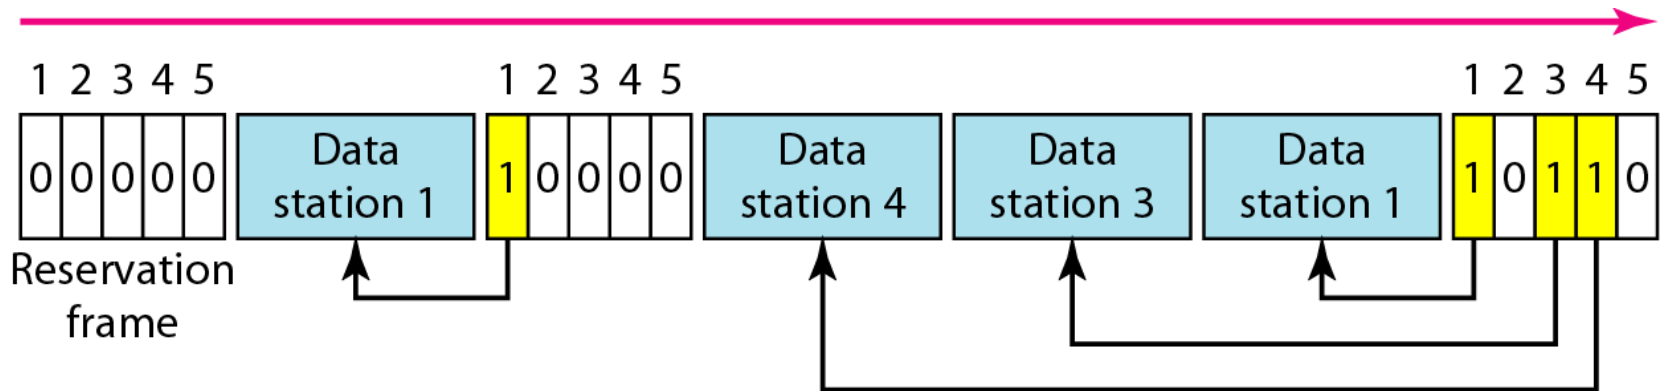 1 2 3 4 5
1 2 3 4 5
1 2 3 4 5
0 0 0 0 0
Data
station 1
1 0 0 0 0
Data
station 4
Data
station 3
Data
station 1
1 0 1 1 0
Reservation
frame